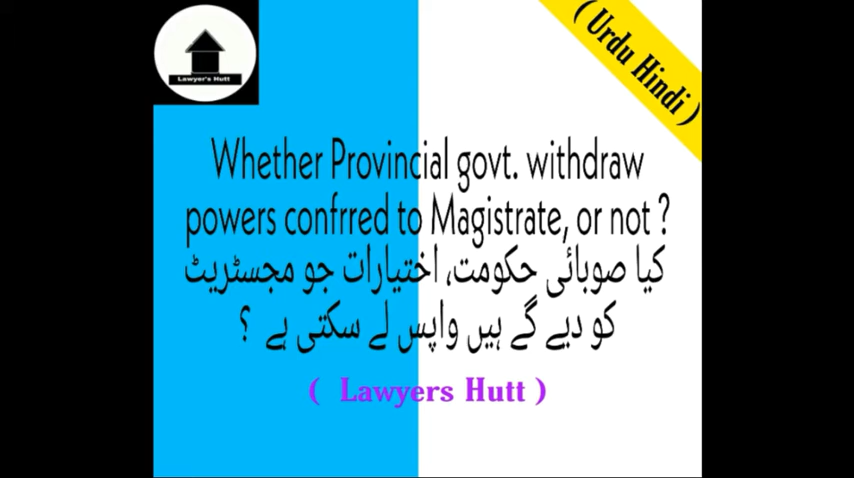 Lawyer's Hutt
( Urdu Hindi )
Whether Provincial govt. withdraw
powers confrred to Magistrate, or not ?
کیا صوبائی حکومت، اختیارات جو مجسٹریٹ
کو دیے گے ہیں واپس لے سکتی ہے ؟
( Lawyers Hutt )